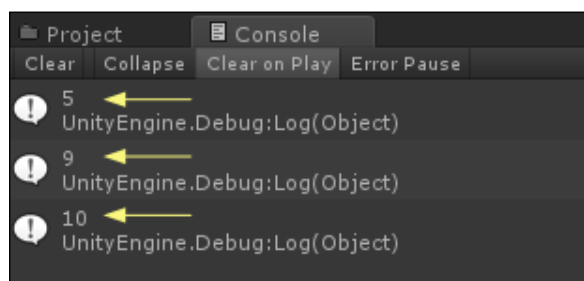 Project Console
Clear Collapse Clear on Play Error Pause
5
UnityEngine.Debug:Log(Object)
9
UnityEngine.Debug:Log(Object)
10
UnityEngine.Debug:Log(Object)